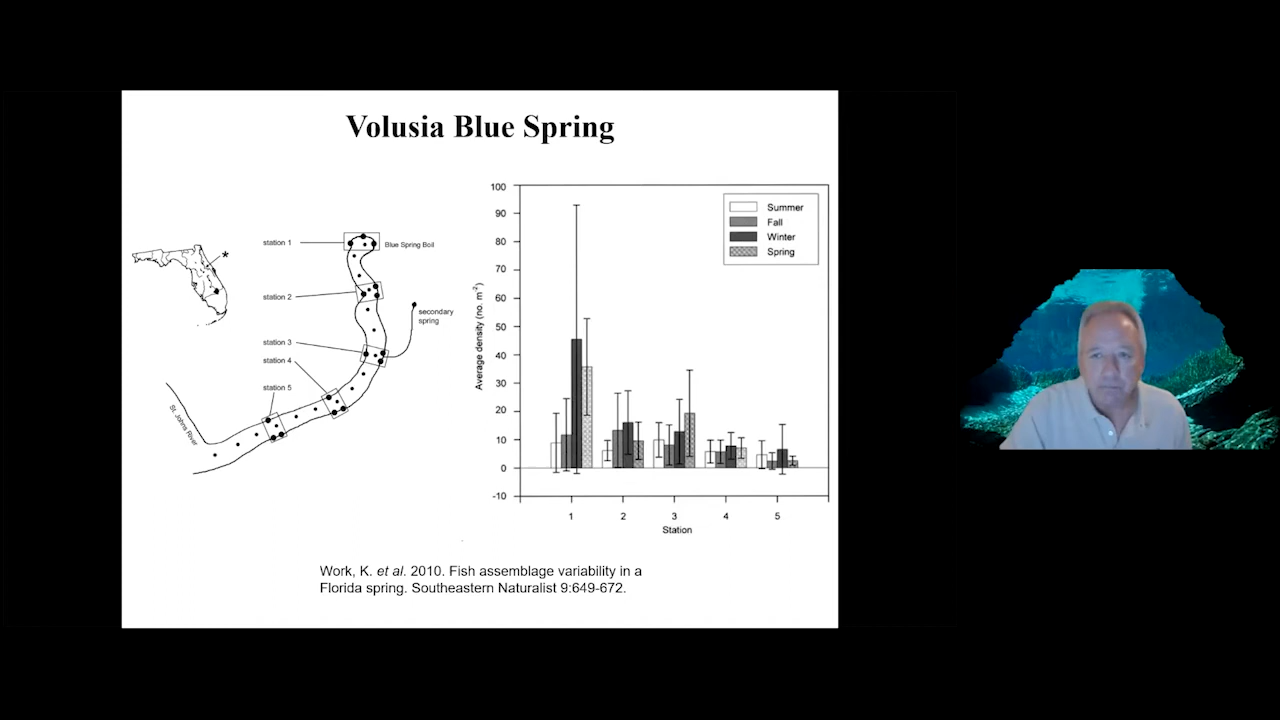 Volusia Blue Spring
station 1
Blue Spring Boil
*
station 2
secondary
spring
station 3
station 4
station 5
St. Johns River
Average density (no. m⁻²)
100
90
80
70
60
50
40
30
20
10
0
-10
Summer
Fall
Winter
Spring
1 2 3 4 5
Station
Work, K. et al. 2010. Fish assemblage variability in a
Florida spring. Southeastern Naturalist 9:649-672.